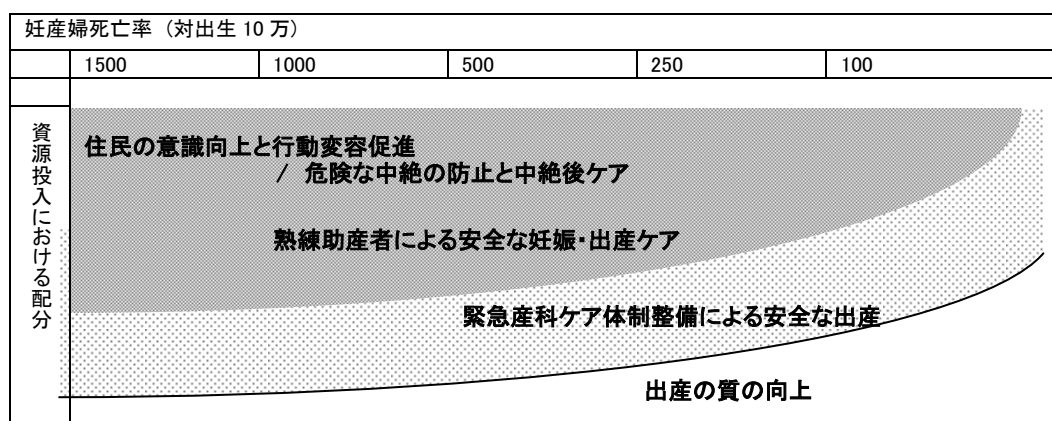 妊産婦死亡率（対出生10万）
1500 1000 500 250 100
資源投入における配分
住民の意識向上と行動変容促進
/ 危険な中絶の防止と中絶後ケア
熟練助産者による安全な妊娠・出産ケア
緊急産科ケア体制整備による安全な出産
出産の質の向上